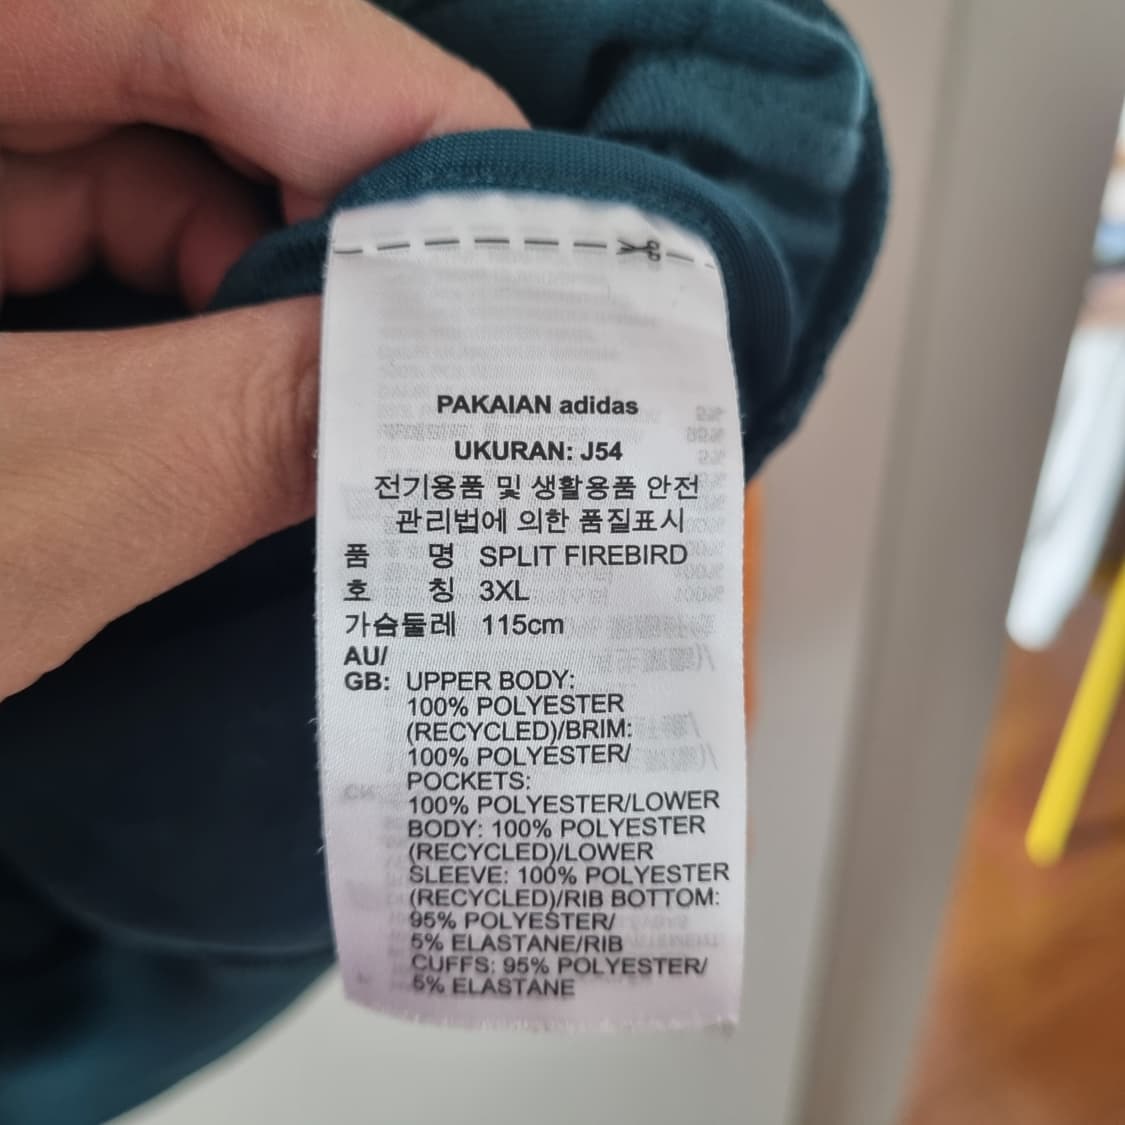 PAKAIAN adidas
UKURAN: J54
전기용품 및 생활용품 안전
관리법에 의한 품질표시
품 명 SPLIT FIREBIRD
호 칭 3XL
가슴둘레 115cm
AU/
GB: UPPER BODY:
100% POLYESTER
(RECYCLED)/BRIM:
100% POLYESTER/
POCKETS:
100% POLYESTER/LOWER
BODY: 100% POLYESTER
(RECYCLED)/LOWER
SLEEVE: 100% POLYESTER
(RECYCLED)/RIB BOTTOM:
95% POLYESTER/
5% ELASTANE/RIB
CUFFS: 95% POLYESTER/
5% ELASTANE